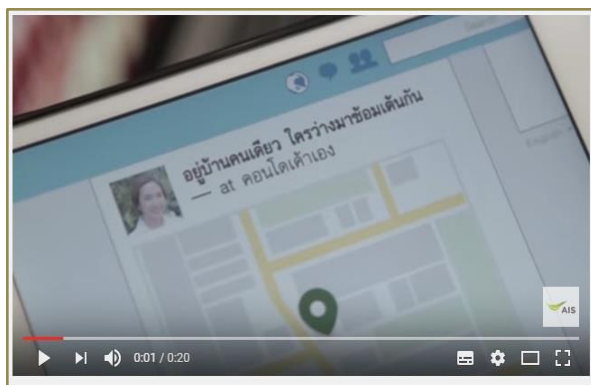 Search
อยู่บ้านคนเดียว ใครว่างมาซ้อมเต้นกัน
— at คอนโดเค้าเอง
English
AIS
0:01 / 0:20